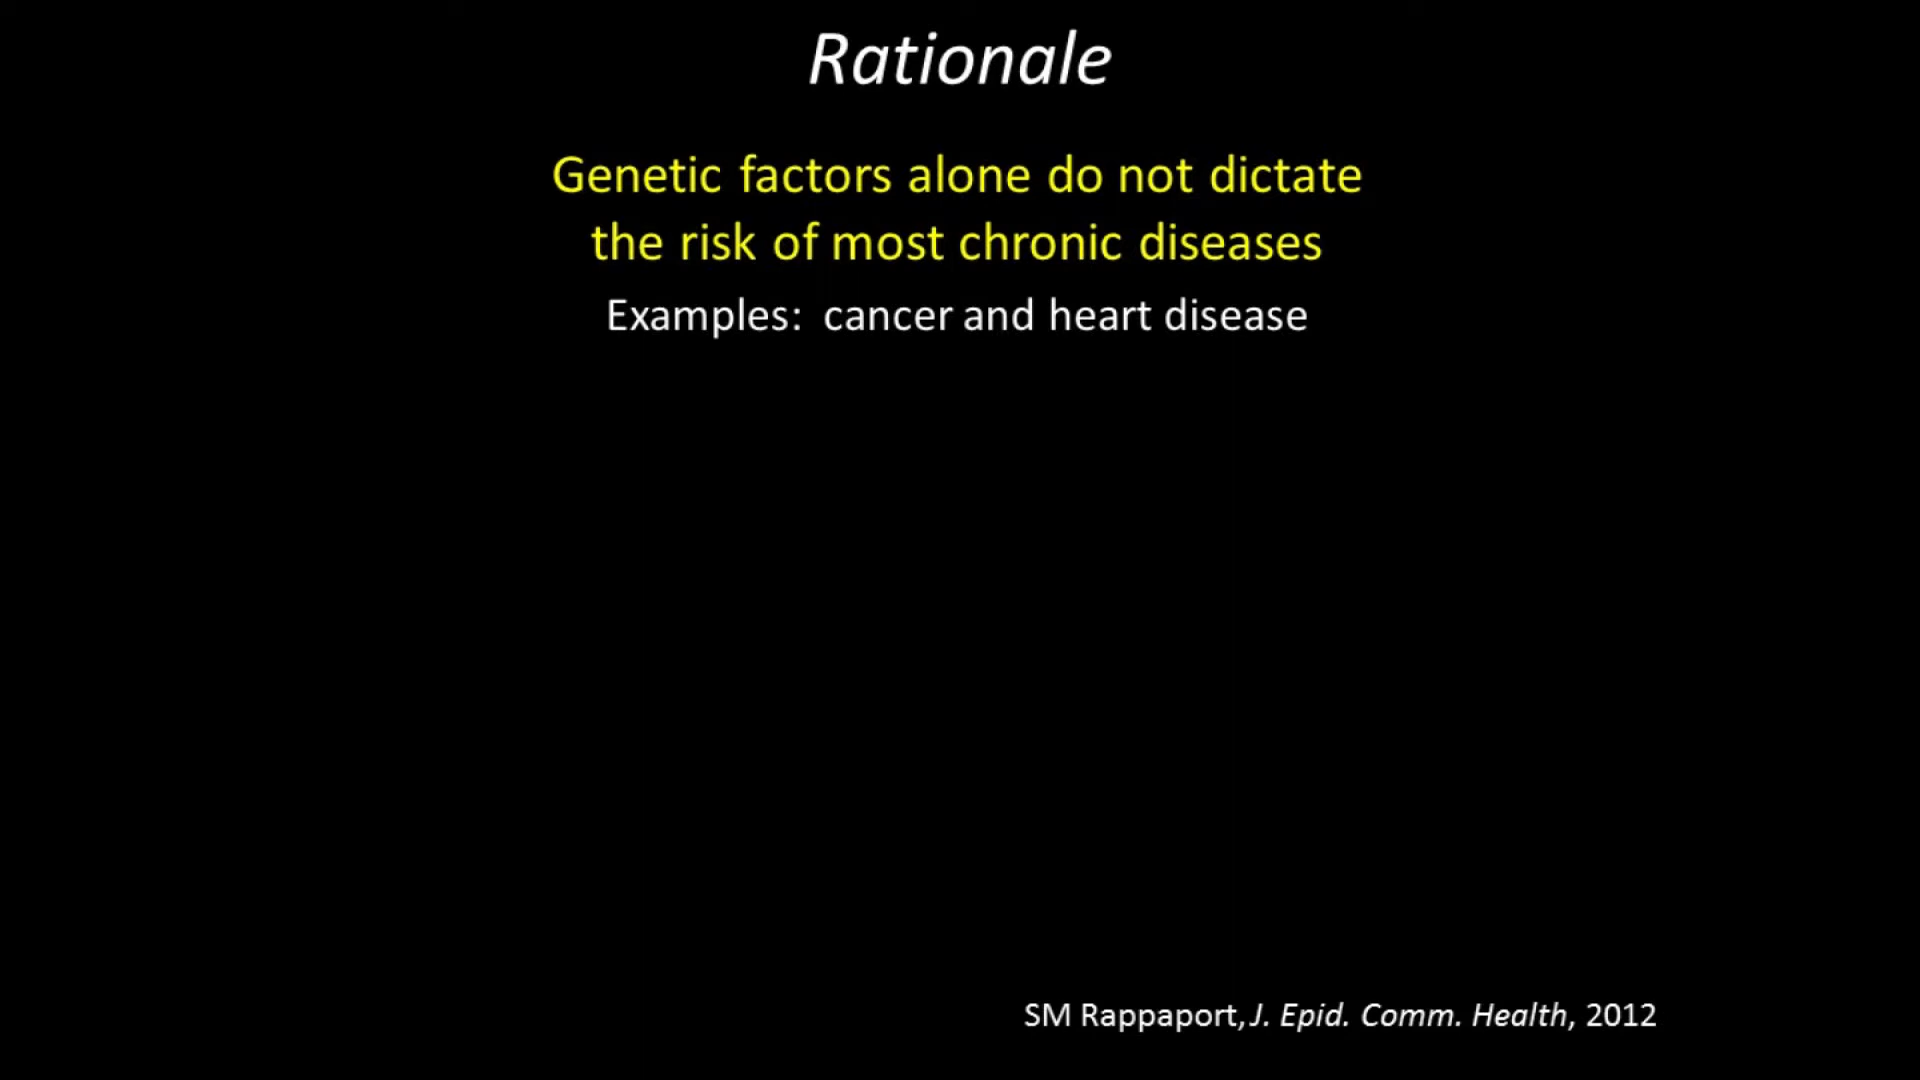 Rationale
Genetic factors alone do not dictate
the risk of most chronic diseases
Examples: cancer and heart disease
SM Rappaport, J. Epid. Comm. Health, 2012